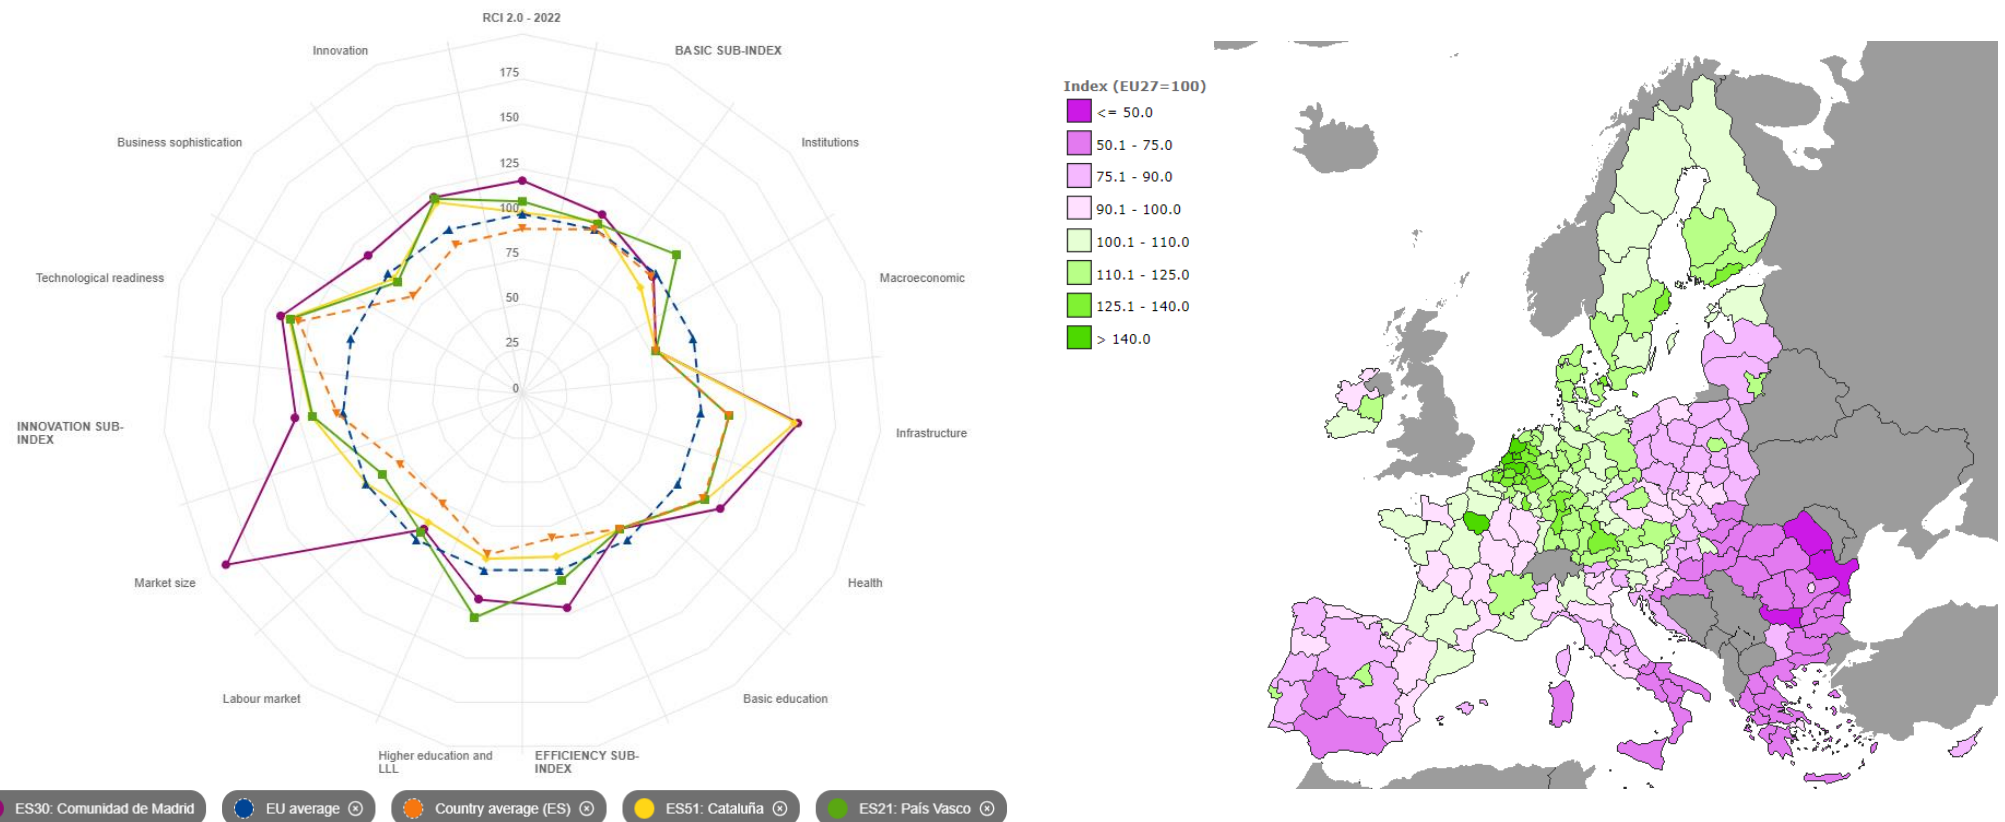 RCI 2.0 - 2022
Innovation
BASIC SUB-INDEX
175
150
Business sophistication
Institutions
125
100
Technological readiness
Macroeconomic
75
50
25
0
INNOVATION SUB-
INDEX
Infrastructure
Market size
Health
Labour market
Basic education
Higher education and
LLL
EFFICIENCY SUB-
INDEX
ES30: Comunidad de Madrid
EU average
Country average (ES)
ES51: Cataluña
ES21: País Vasco
Index (EU27=100)
<= 50.0
50.1 - 75.0
75.1 - 90.0
90.1 - 100.0
100.1 - 110.0
110.1 - 125.0
125.1 - 140.0
> 140.0